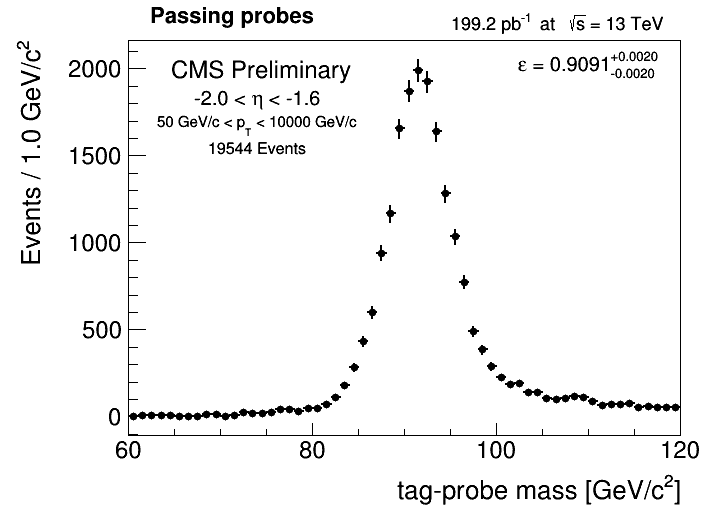 Passing probes
199.2 pb⁻¹ at √s = 13 TeV
CMS Preliminary
-2.0 < η < -1.6
50 GeV/c < p_T < 10000 GeV/c
19544 Events
ε = 0.9091 +0.0020 -0.0020
Events / 1.0 GeV/c²
2000
1500
1000
500
0
60 80 100 120
tag-probe mass [GeV/c²]